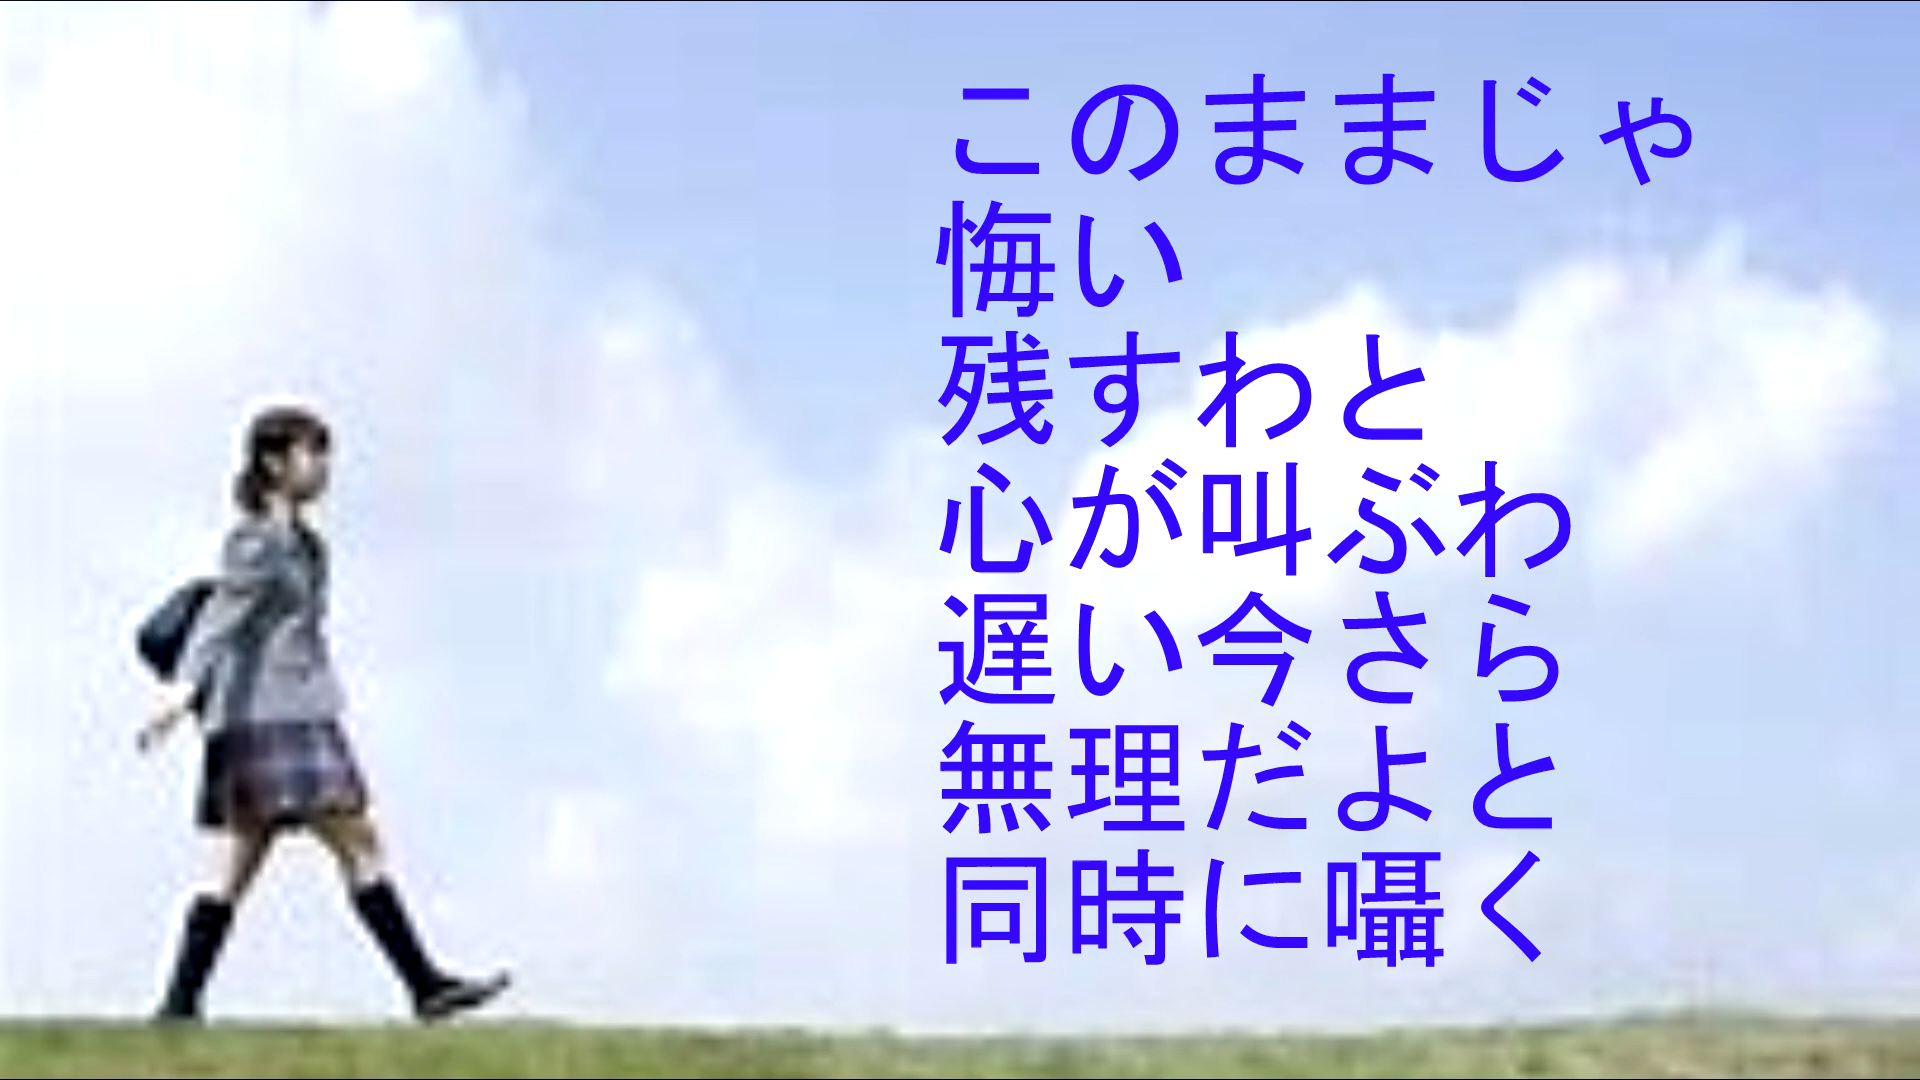 このままじゃ
悔い
残すわと
心が叫ぶわ
遅い今さら
無理だよと
同時に囁く